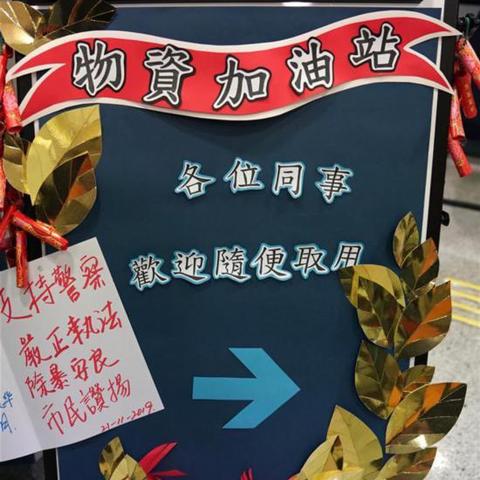 物資加油站
各位同事
歡迎隨便取用
支持警察
嚴正執法
除暴安良
市民讚揚
21-11-2019.